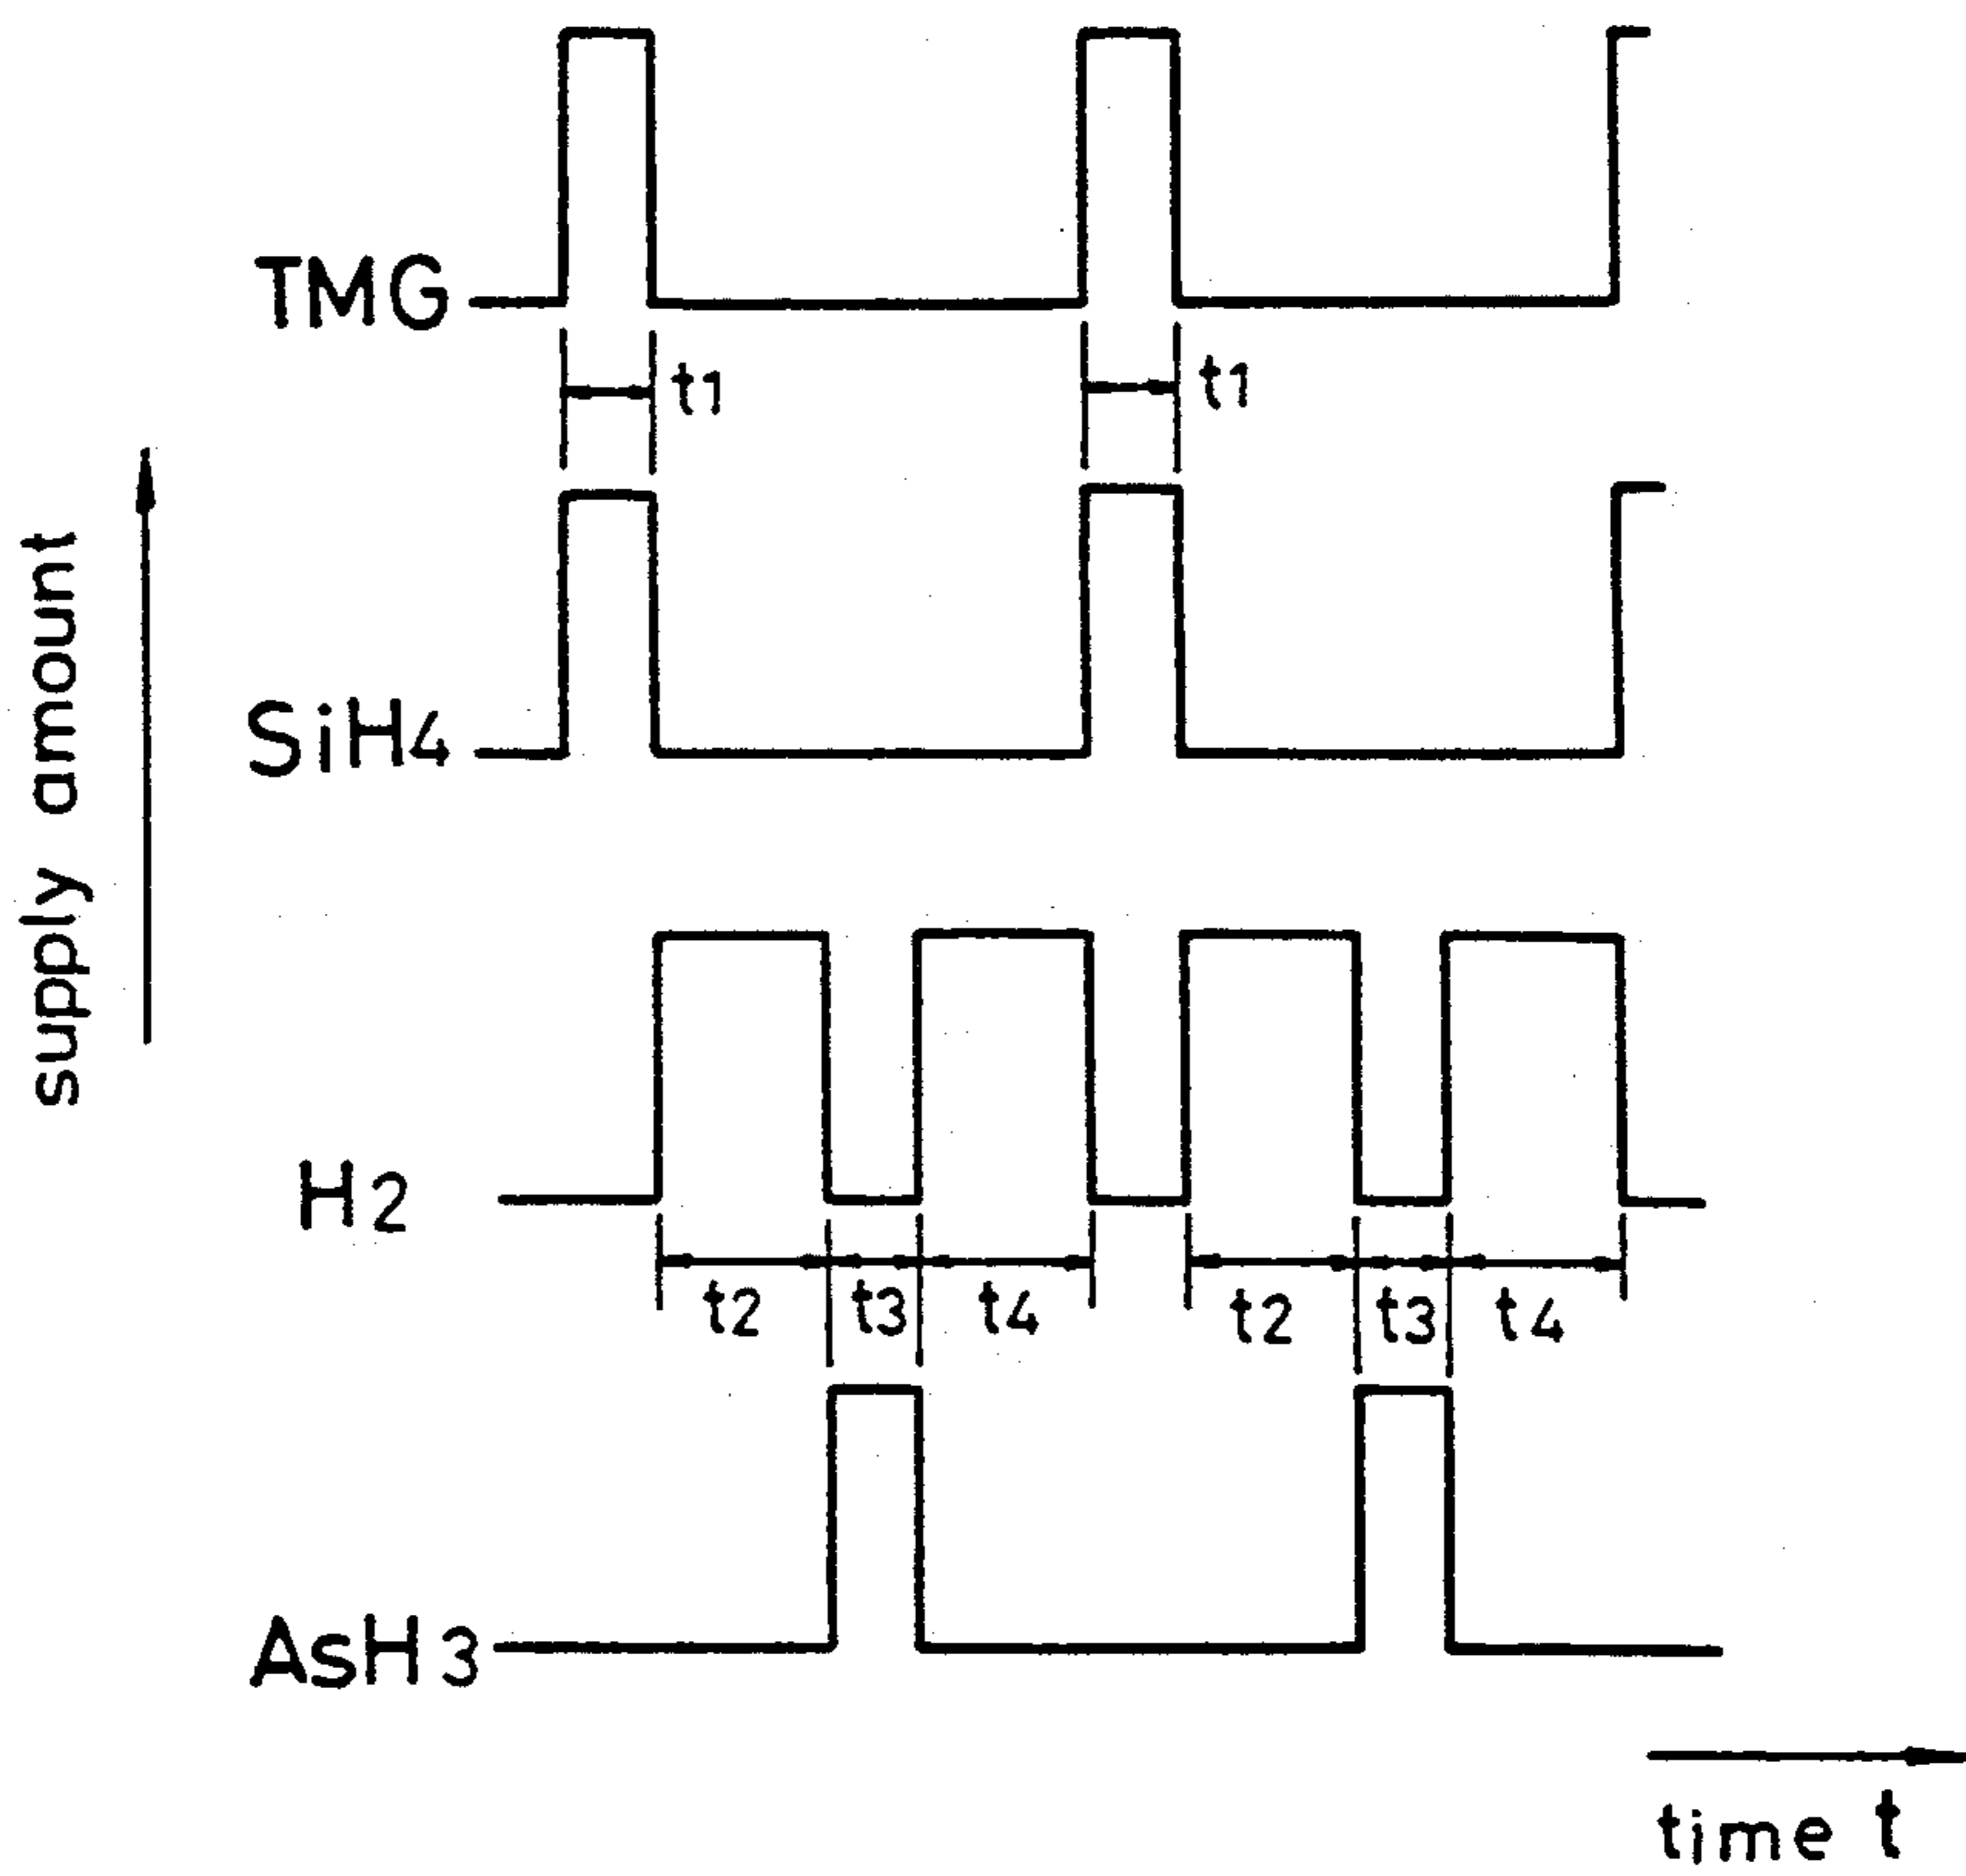 TMG
t1 t1
supply amount
SiH4
H2
t2 t3 t4 t2 t3 t4
AsH3
time t